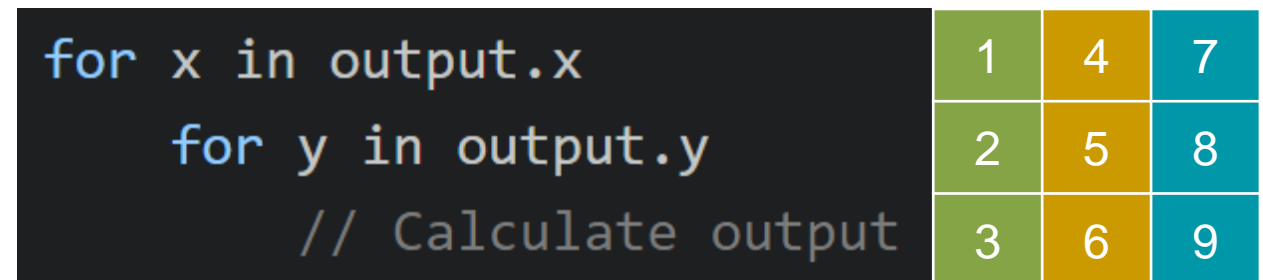 for x in output.x
for y in output.y
// Calculate output
1 4 7
2 5 8
3 6 9